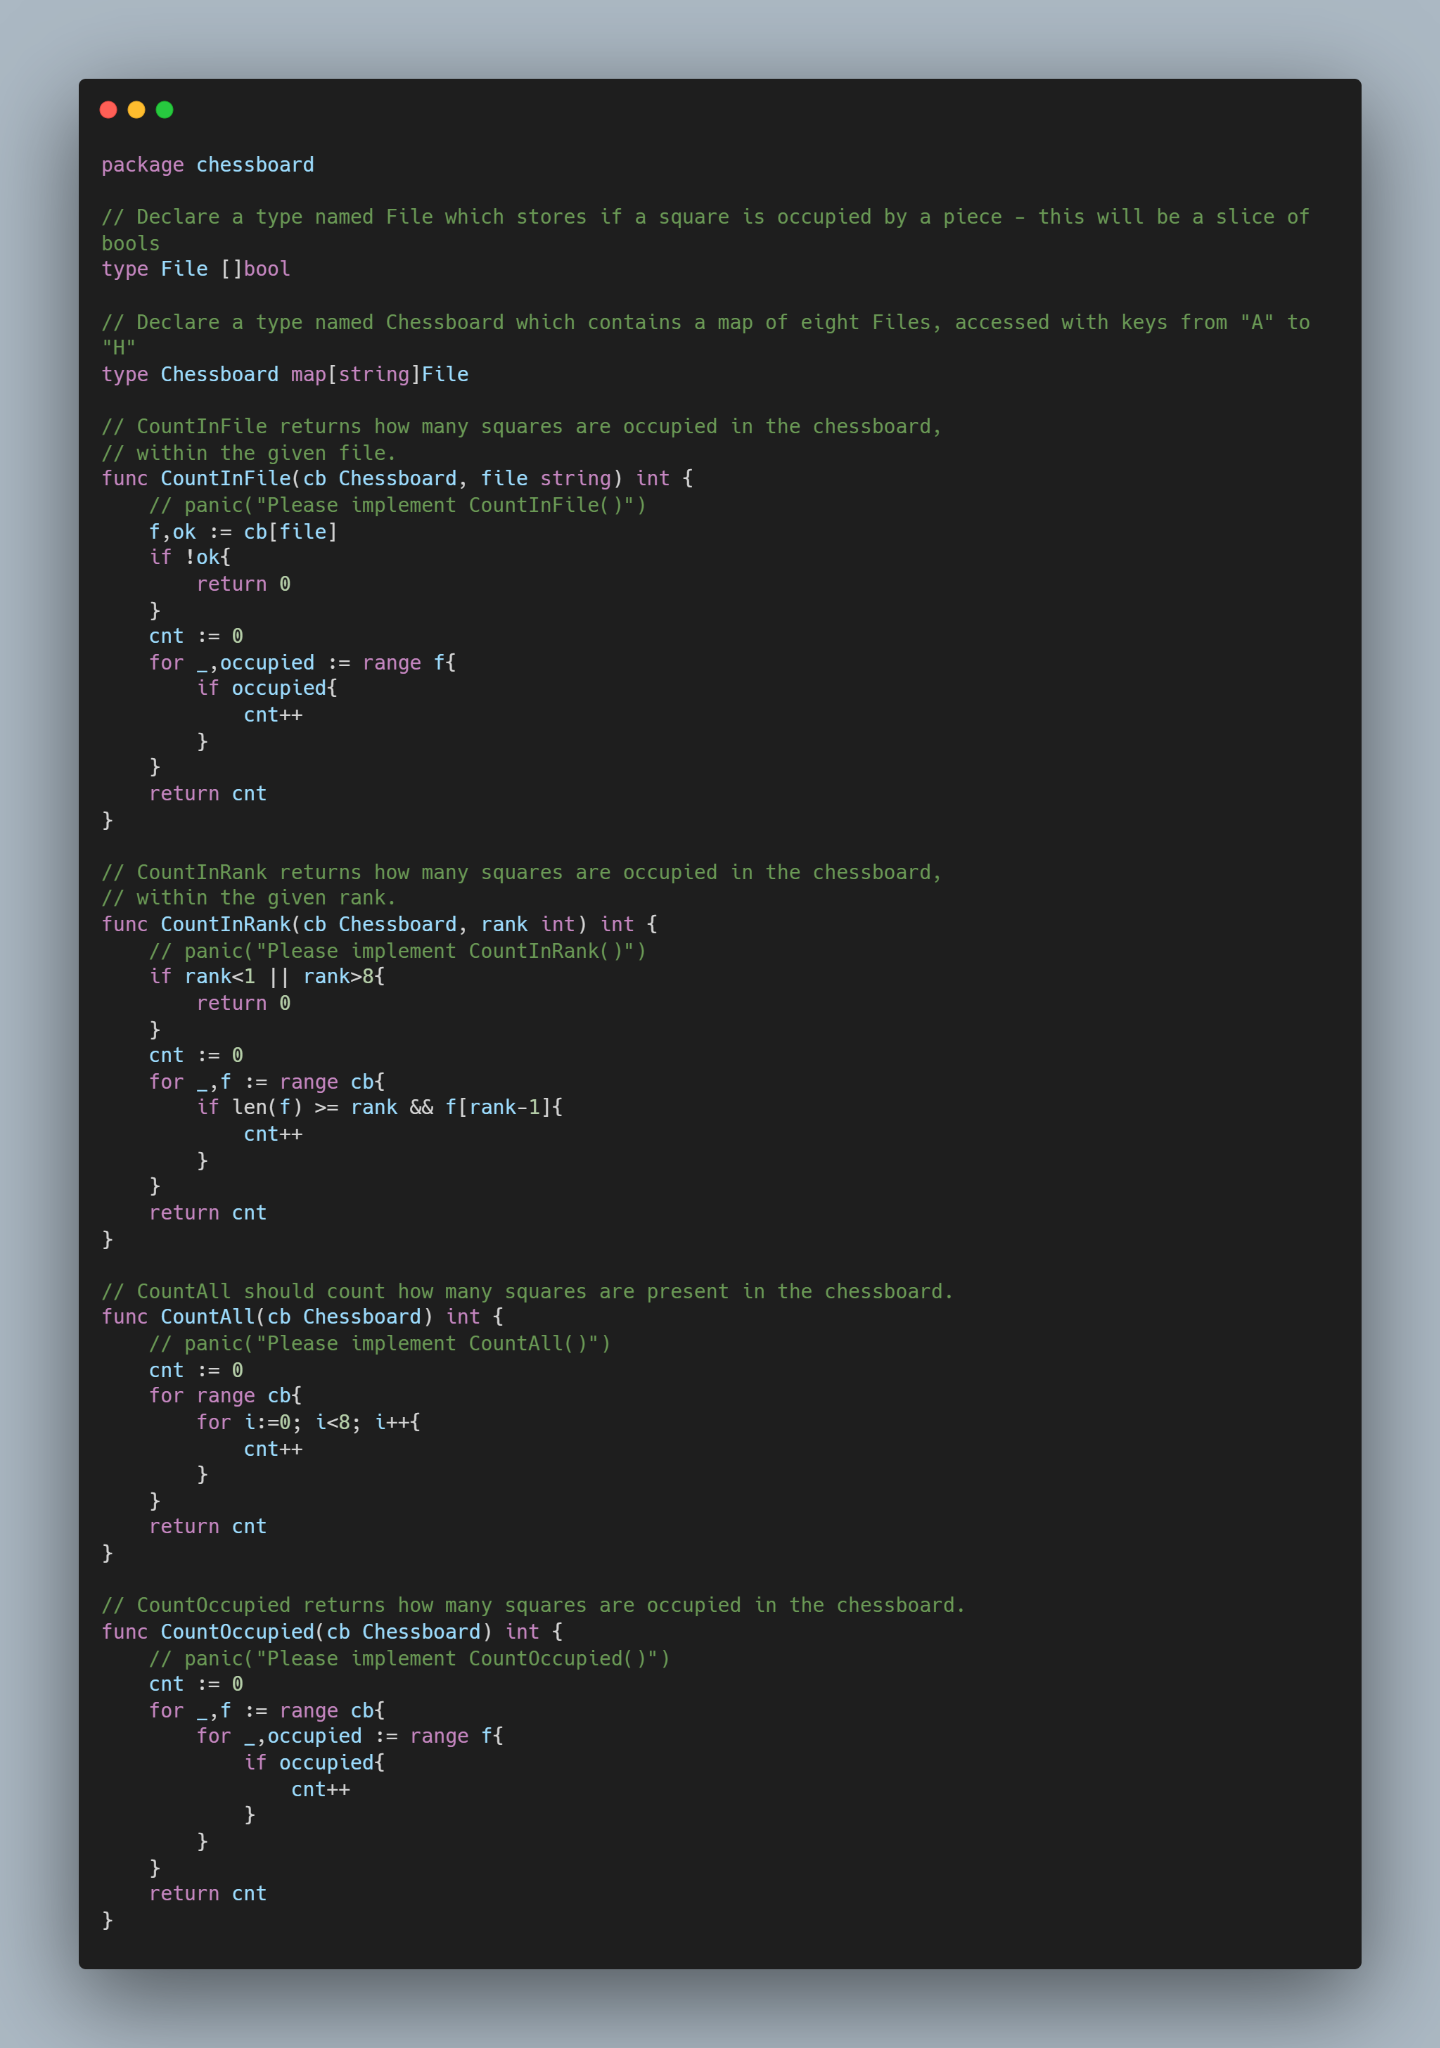 package chessboard

// Declare a type named File which stores if a square is occupied by a piece - this will be a slice of
bools
type File []bool

// Declare a type named Chessboard which contains a map of eight Files, accessed with keys from "A" to
"H"
type Chessboard map[string]File

// CountInFile returns how many squares are occupied in the chessboard,
// within the given file.
func CountInFile(cb Chessboard, file string) int {
    // panic("Please implement CountInFile()")
    f,ok := cb[file]
    if !ok{
        return 0
    }
    cnt := 0
    for _,occupied := range f{
        if occupied{
            cnt++
        }
    }
    return cnt
}

// CountInRank returns how many squares are occupied in the chessboard,
// within the given rank.
func CountInRank(cb Chessboard, rank int) int {
    // panic("Please implement CountInRank()")
    if rank<1 || rank>8{
        return 0
    }
    cnt := 0
    for _,f := range cb{
        if len(f) >= rank && f[rank-1]{
            cnt++
        }
    }
    return cnt
}

// CountAll should count how many squares are present in the chessboard.
func CountAll(cb Chessboard) int {
    // panic("Please implement CountAll()")
    cnt := 0
    for range cb{
        for i:=0; i<8; i++{
            cnt++
        }
    }
    return cnt
}

// CountOccupied returns how many squares are occupied in the chessboard.
func CountOccupied(cb Chessboard) int {
    // panic("Please implement CountOccupied()")
    cnt := 0
    for _,f := range cb{
        for _,occupied := range f{
            if occupied{
                cnt++
            }
        }
    }
    return cnt
}